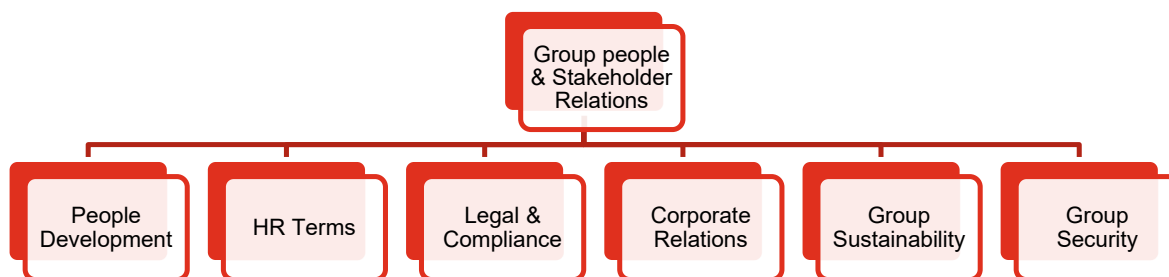 Group people
& Stakeholder
Relations
People
Development
HR Terms
Legal &
Compliance
Corporate
Relations
Group
Sustainability
Group
Security